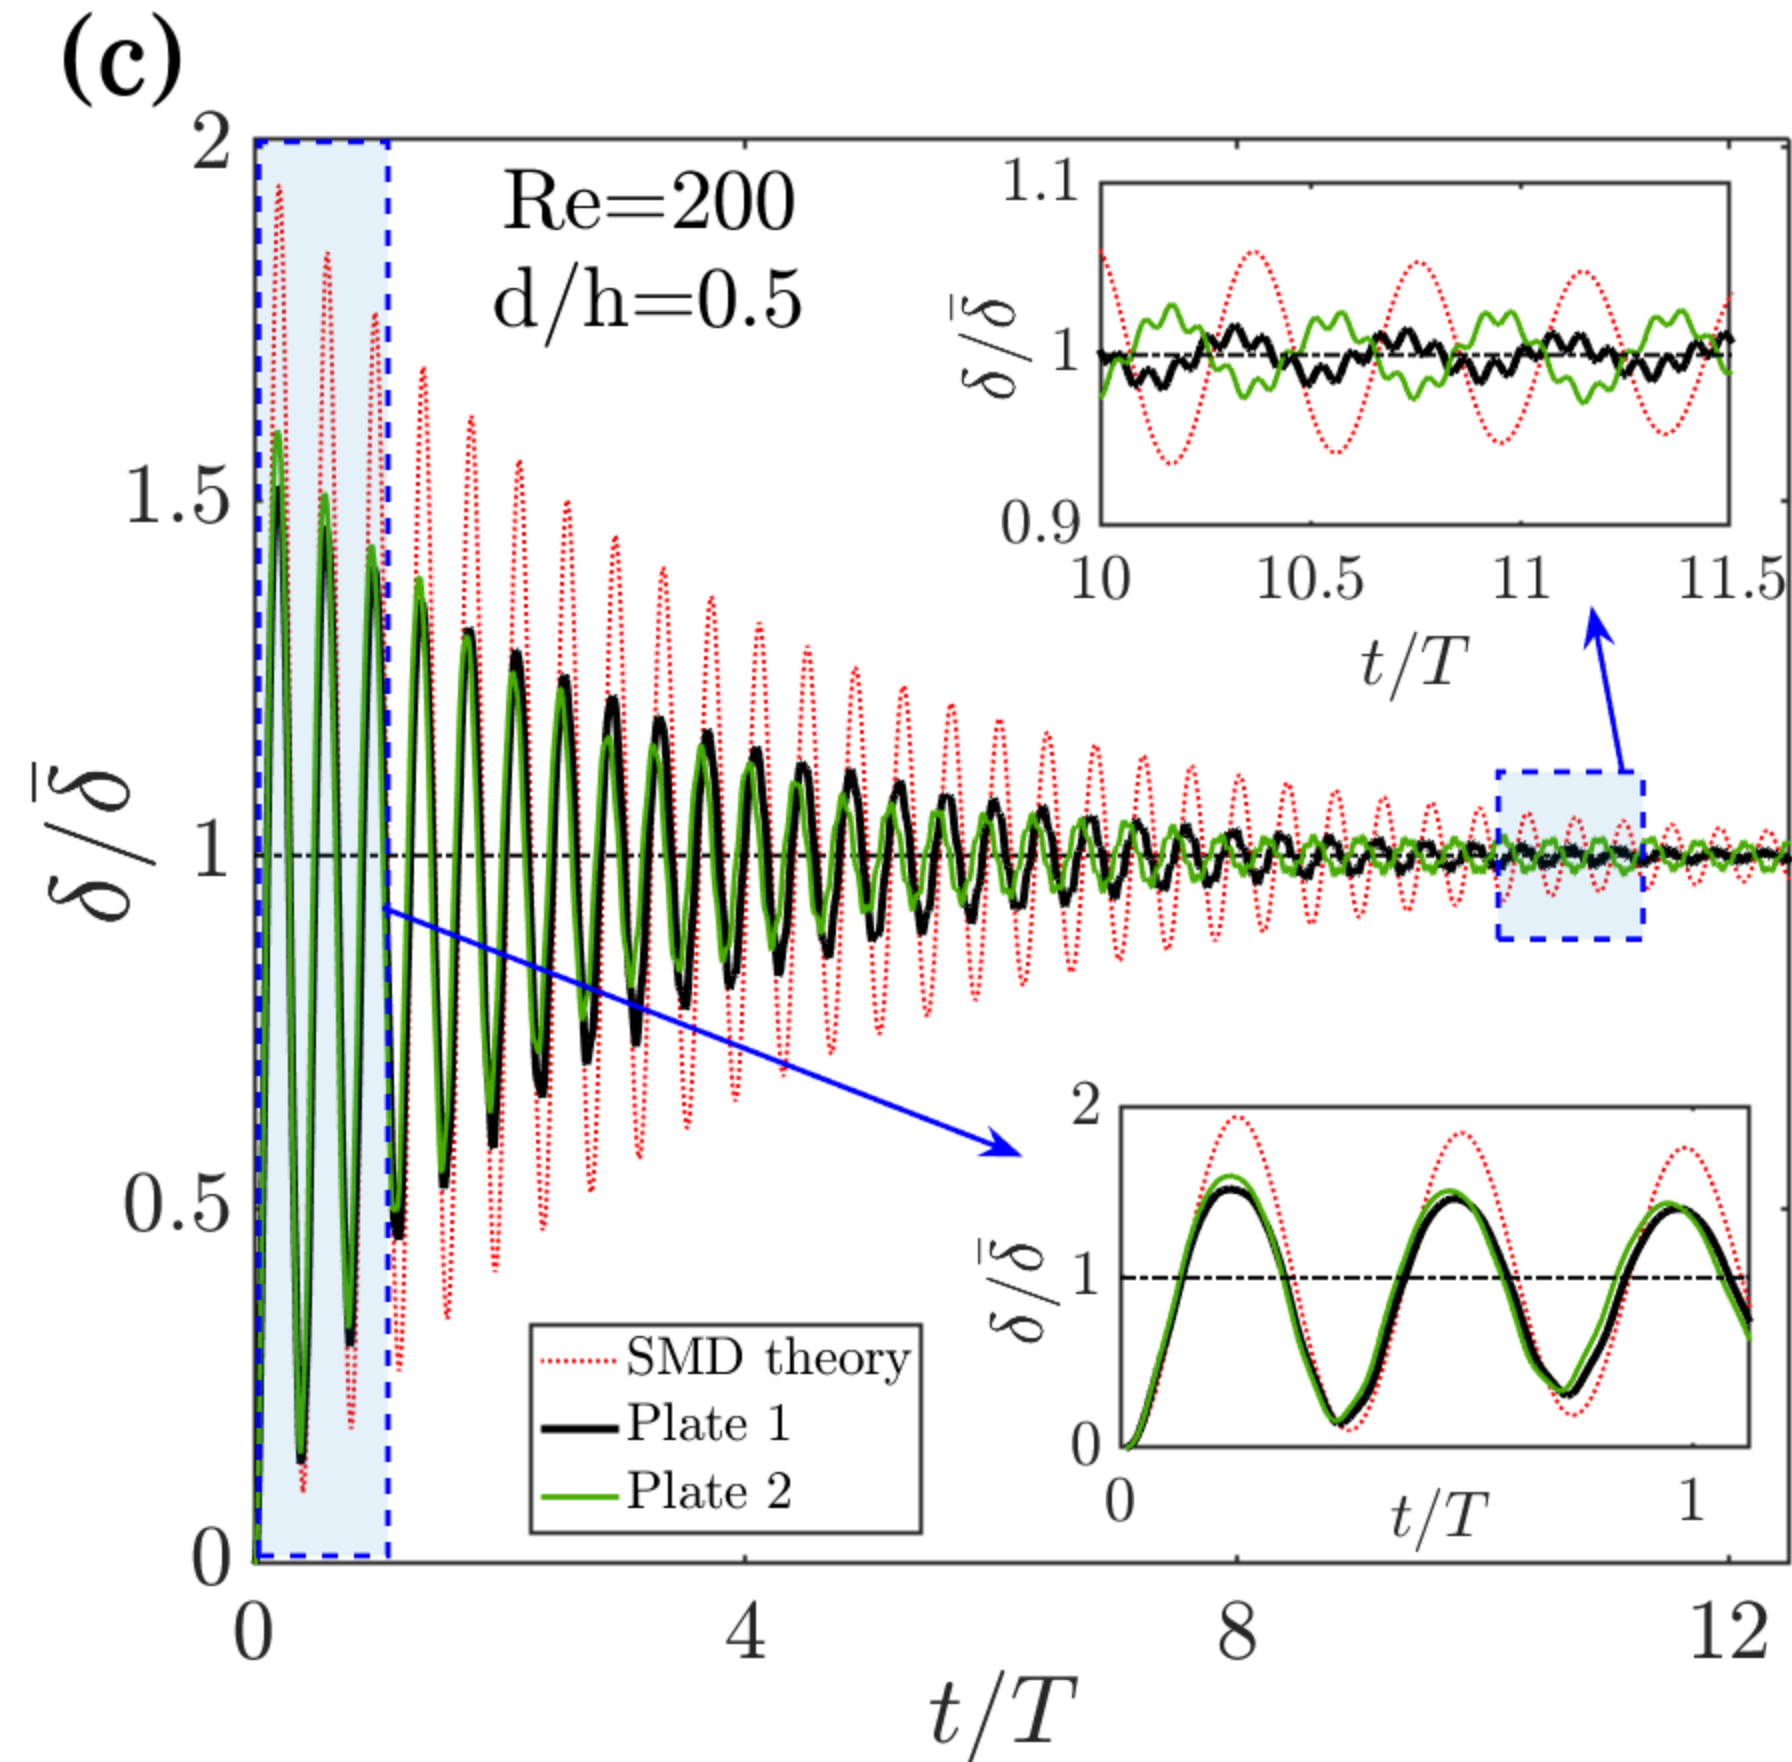 (c)
2
1.5
1
0.5
0
δ/δ̄
Re=200
d/h=0.5
1.1
1
0.9
δ/δ̄
10 10.5 11 11.5
t/T
2
1
0
δ/δ̄
0 1
t/T
SMD theory
Plate 1
Plate 2
0 4 8 12
t/T